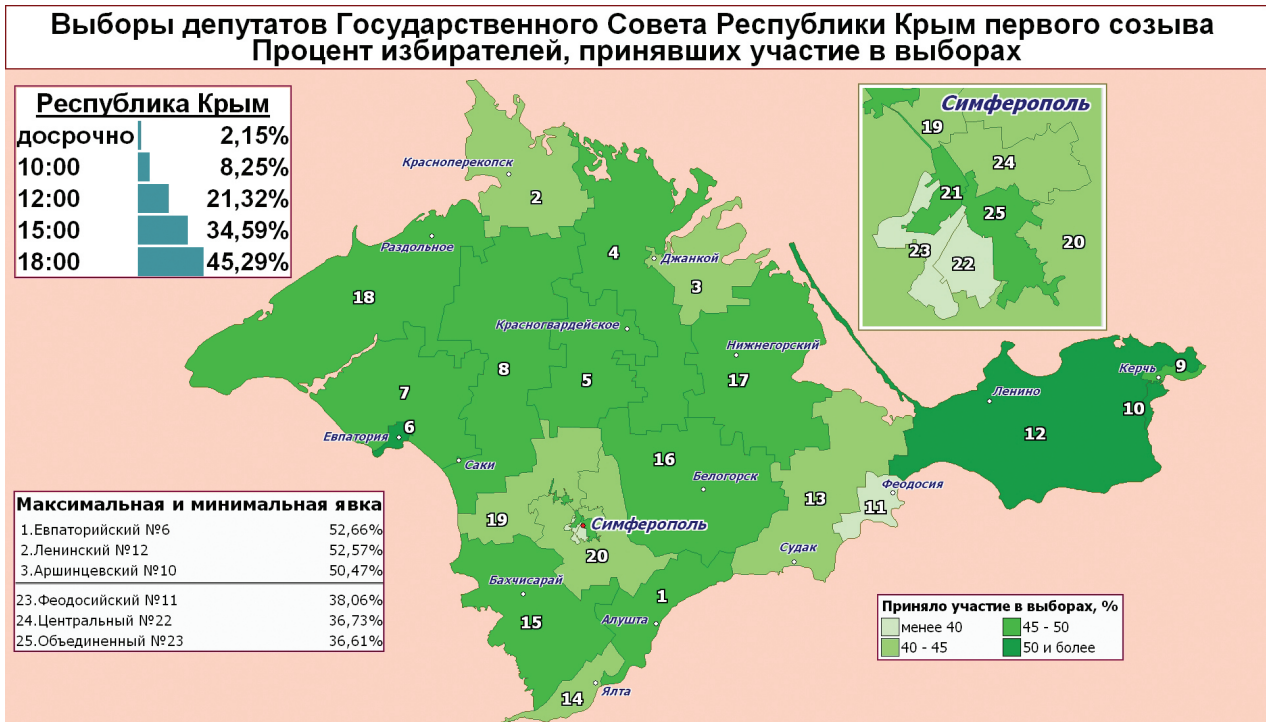 Выборы депутатов Государственного Совета Республики Крым первого созыва
Процент избирателей, принявших участие в выборах
Республика Крым
досрочно 2,15%
10:00 8,25%
12:00 21,32%
15:00 34,59%
18:00 45,29%
Симферополь
19
24
21
25
20
23
22
Красноперекопск
2
Раздольное
4
Джанкой
3
18
Красногвардейское
Нижнегорский
8
5
17
7
6
Евпатория
Саки
16
Белогорск
Керчь
9
Ленино
10
12
Феодосия
13
11
19
Симферополь
20
Судак
Бахчисарай
1
15
Алушта
14
Ялта
Максимальная и минимальная явка
1.Евпаторийский №6 52,66%
2.Ленинский №12 52,57%
3.Аршинцевский №10 50,47%
23.Феодосийский №11 38,06%
24.Центральный №22 36,73%
25.Объединенный №23 36,61%
Приняло участие в выборах, %
менее 40
45 - 50
40 - 45
50 и более